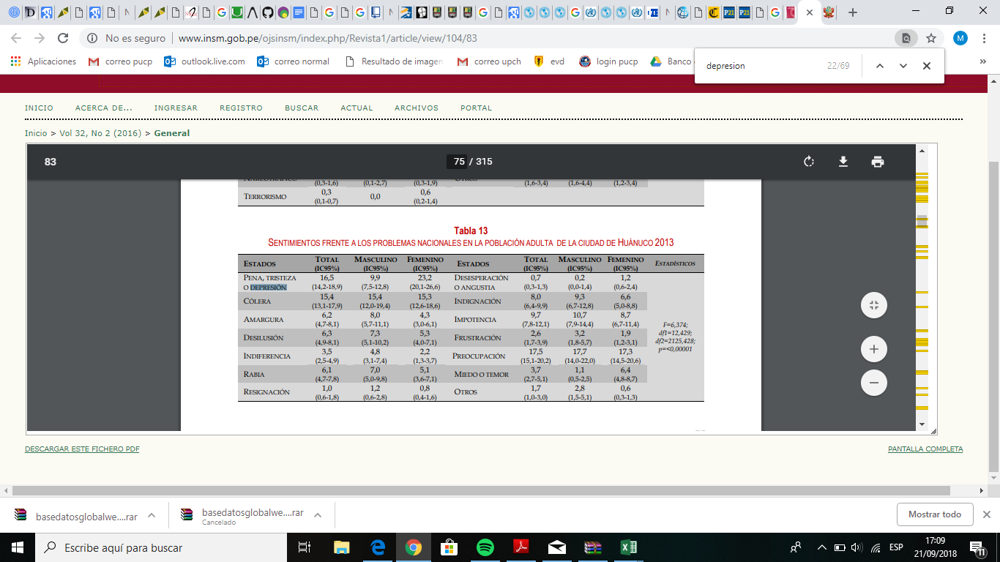 No es seguro | www.insm.gob.pe/ojsinsm/index.php/Revista1/article/view/104/83
M
Aplicaciones correo pucp outlook.live.com correo normal Resultado de imagen correo upch evd login pucp Banco
depresion 22/69
INICIO ACERCA DE... INGRESAR REGISTRO BUSCAR ACTUAL ARCHIVOS PORTAL
Inicio > Vol 32, No 2 (2016) > General
83 75 / 315
(0,3-1,6) (0,1-2,7) (0,3-1,9) (1,6-3,4) (1,6-4,4) (1,2-3,4)
TERRORISMO 0,3 0,0 0,6
(0,1-0,7) (0,2-1,4)
Tabla 13
SENTIMIENTOS FRENTE A LOS PROBLEMAS NACIONALES EN LA POBLACIÓN ADULTA DE LA CIUDAD DE HUÁNUCO 2013
ESTADOS TOTAL (IC95%) MASCULINO (IC95%) FEMENINO (IC95%) ESTADOS TOTAL (IC95%) MASCULINO (IC95%) FEMENINO (IC95%) ESTADÍSTICOS
PENA, TRISTEZA 16,5 9,9 23,2 DESESPERACIÓN 0,7 0,2 1,2
O DEPRESIÓN (14,2-18,9) (7,5-12,8) (20,1-26,6) O ANGUSTIA (0,3-1,3) (0,0-1,4) (0,6-2,4)
CÓLERA 15,4 15,4 15,3 INDIGNACIÓN 8,0 9,3 6,6
(13,1-17,9) (12,0-19,4) (12,6-18,6) (6,4-9,9) (6,7-12,8) (5,0-8,8)
AMARGURA 6,2 8,0 4,3 IMPOTENCIA 9,7 10,7 8,7
(4,7-8,1) (5,7-11,1) (3,0-6,1) (7,8-12,1) (7,9-14,4) (6,7-11,4)
F=6,374;
df1=12,429;
df2=2125,428;
p=<0,00001
DESILUSIÓN 6,3 7,3 5,3 FRUSTRACIÓN 2,6 3,2 1,9
(4,9-8,1) (5,1-10,2) (4,0-7,1) (1,7-3,9) (1,8-5,7) (1,2-3,1)
INDIFERENCIA 3,5 4,8 2,2 PREOCUPACIÓN 17,5 17,7 17,3
(2,5-4,9) (3,1-7,4) (1,3-3,7) (15,1-20,2) (14,0-22,0) (14,5-20,6)
RABIA 6,1 7,0 5,1 MIEDO O TEMOR 3,7 1,1 6,4
(4,7-7,8) (5,0-9,8) (3,6-7,1) (2,7-5,1) (0,5-2,5) (4,8-8,7)
RESIGNACIÓN 1,0 1,2 0,8 OTROS 1,7 2,8 0,6
(0,6-1,8) (0,6-2,8) (0,4-1,6) (1,0-3,0) (1,5-5,1) (0,3-1,3)
DESCARGAR ESTE FICHERO PDF PANTALLA COMPLETA
basedatosglobalwe....rar basedatosglobalwe....rar Mostrar todo
Cancelado
Escribe aquí para buscar ESP 17:09
21/09/2018 11